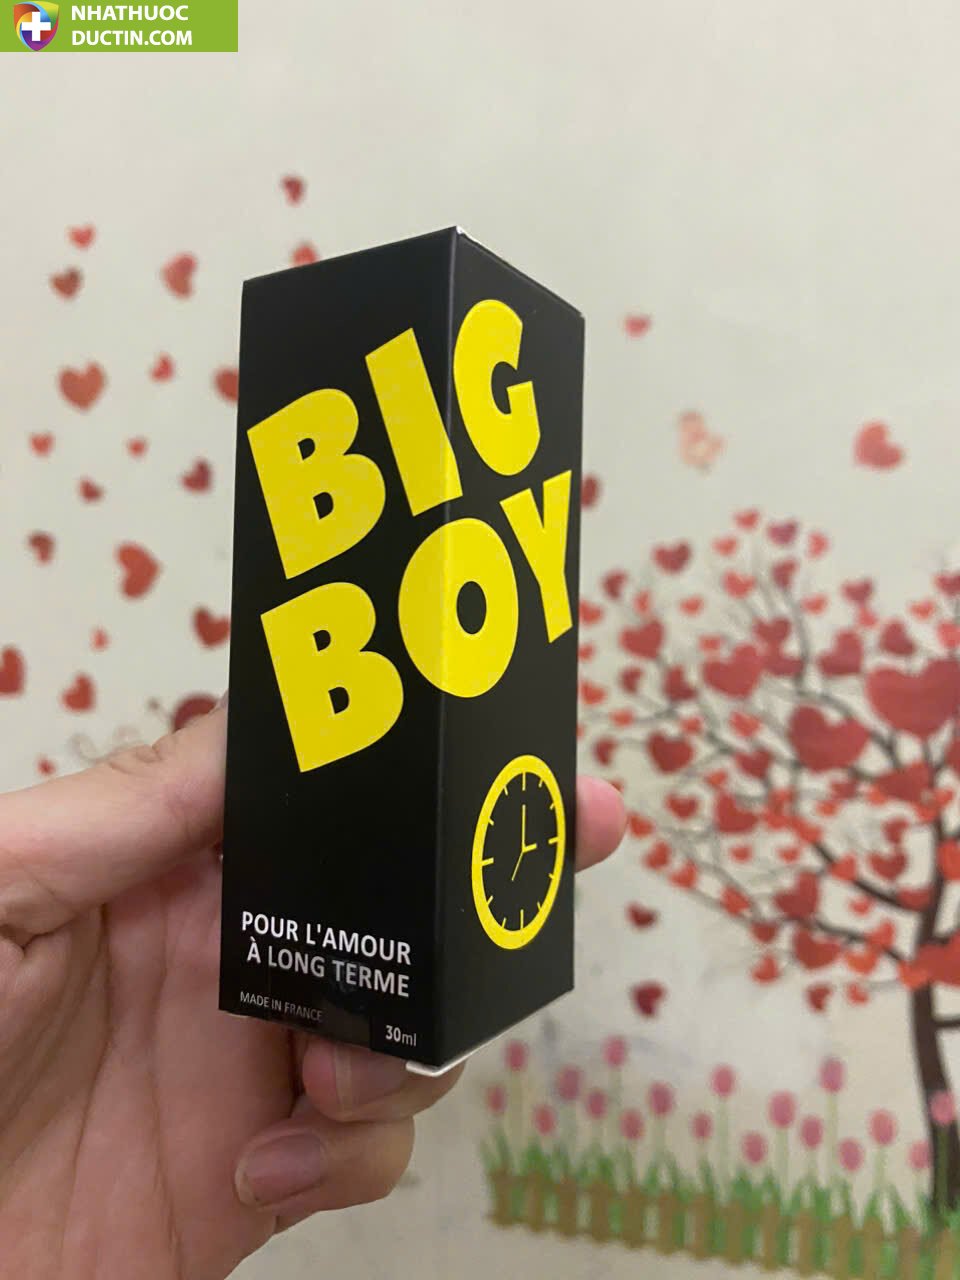 NHATHUOC
DUCTIN.COM
BIG
BOY
POUR L'AMOUR
À LONG TERME
MADE IN FRANCE
30ml